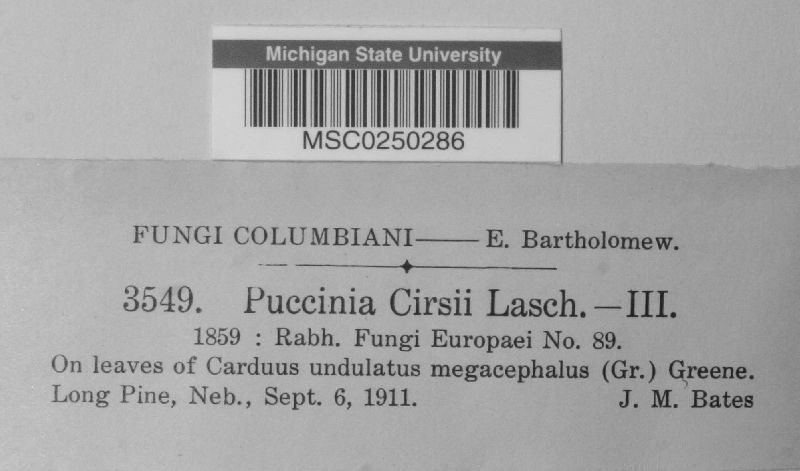 Michigan State University
MSC0250286
FUNGI COLUMBIANI—— E. Bartholomew.
3549. Puccinia Cirsii Lasch.—III.
1859 : Rabh. Fungi Europaei No. 89.
On leaves of Carduus undulatus megacephalus (Gr.) Greene.
Long Pine, Neb., Sept. 6, 1911. J. M. Bates